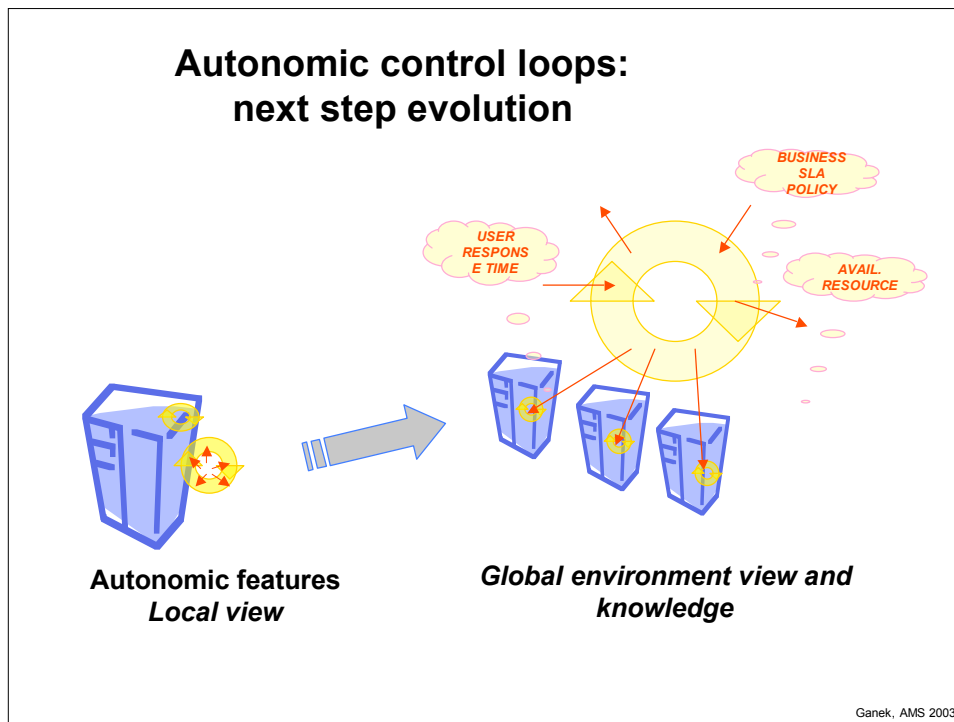 Autonomic control loops:
next step evolution
BUSINESS
SLA
POLICY
USER
RESPONS
E TIME
AVAIL.
RESOURCE
Autonomic features
Local view
Global environment view and
knowledge
Ganek, AMS 2003